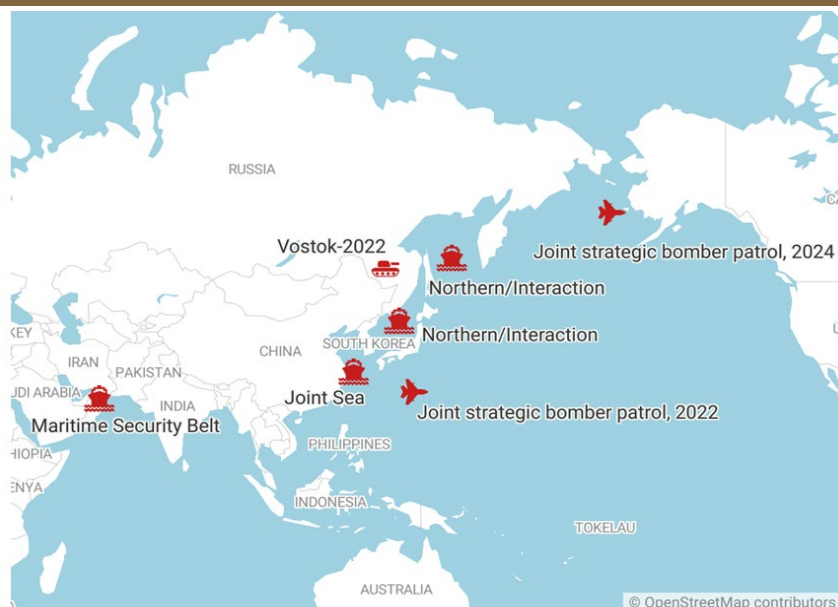 RUSSIA
Vostok-2022
Joint strategic bomber patrol, 2024
Northern/Interaction
Northern/Interaction
SOUTH KOREA
CHINA
IRAN
PAKISTAN
Joint Sea
UDI ARABIA
INDIA
Maritime Security Belt
Joint strategic bomber patrol, 2022
PHILIPPINES
HIOPIA
ENYA
INDONESIA
TOKELAU
AUSTRALIA
KEY
CA
© OpenStreetMap contributors